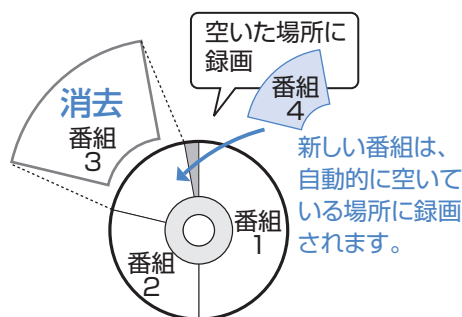 空いた場所に
録画
番組
4
消去
番組
3
新しい番組は、
自動的に空いて
いる場所に録画
されます。
番組
1
番組
2